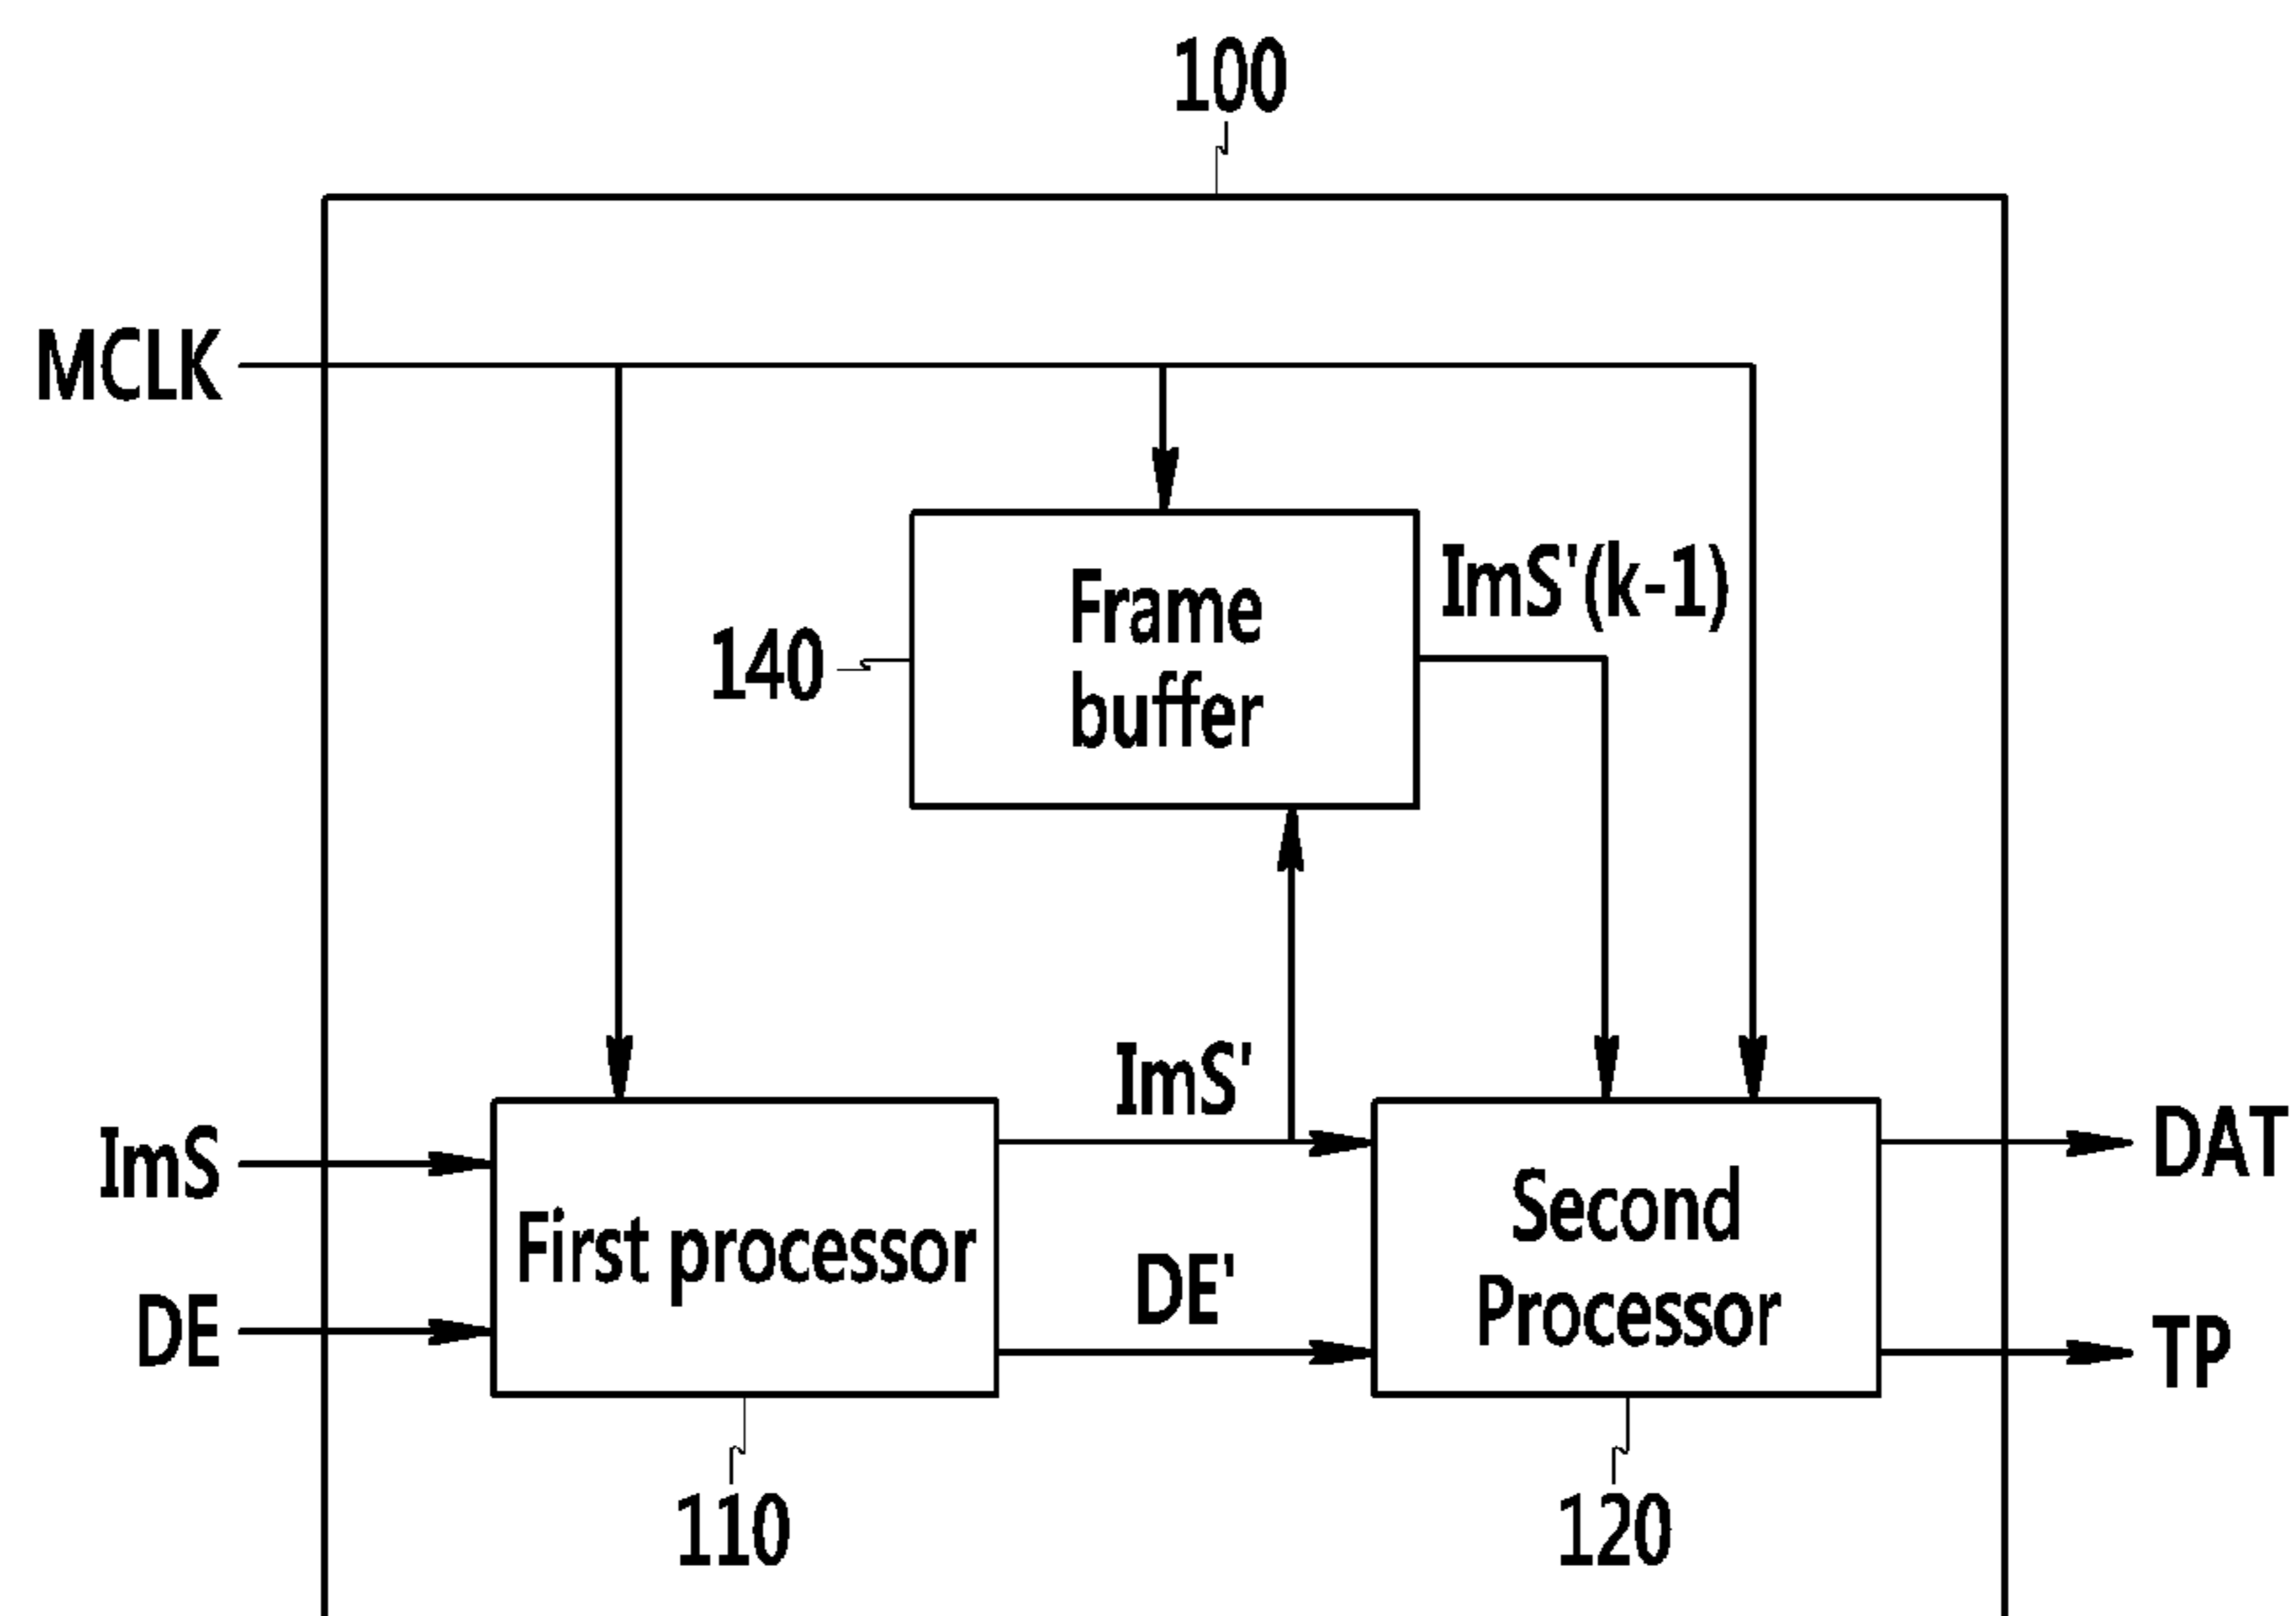 100
MCLK
Frame
buffer
ImS'(k-1)
140
ImS'
ImS
First processor
DE
DE'
Second
Processor
DAT
TP
110
120